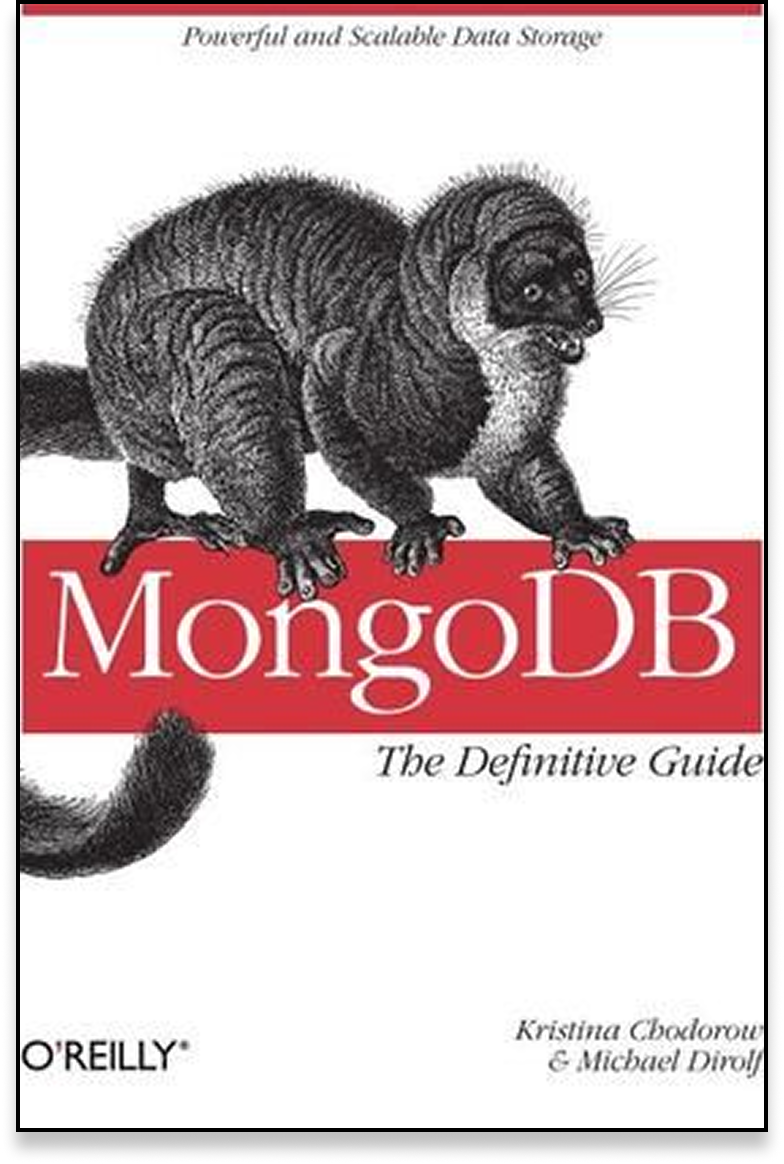 Powerful and Scalable Data Storage
MongoDB
The Definitive Guide
O'REILLY®
Kristina Chodorow
& Michael Dirolf